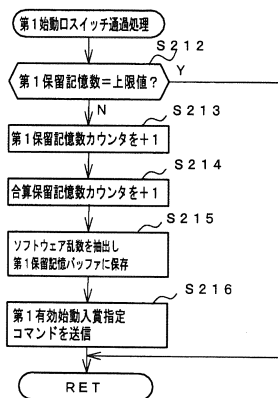 第1始動口スイッチ通過処理
S212
第1保留記憶数=上限値?
Y
N
S213
第1保留記憶数カウンタを+1
S214
合算保留記憶数カウンタを+1
S215
ソフトウェア乱数を抽出し
第1保留記憶バッファに保存
S216
第1有効始動入賞指定
コマンドを送信
RET